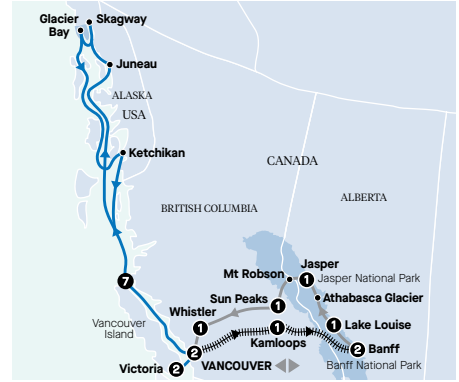 Glacier
Bay
Skagway
Juneau
ALASKA
USA
Ketchikan
CANADA
ALBERTA
BRITISH COLUMBIA
7
Mt Robson
Jasper
1
Jasper National Park
Sun Peaks
1
Athabasca Glacier
Whistler
1
Vancouver
Island
1
Kamloops
1
Lake Louise
2
Banff
Banff National Park
2
VANCOUVER
Victoria
2